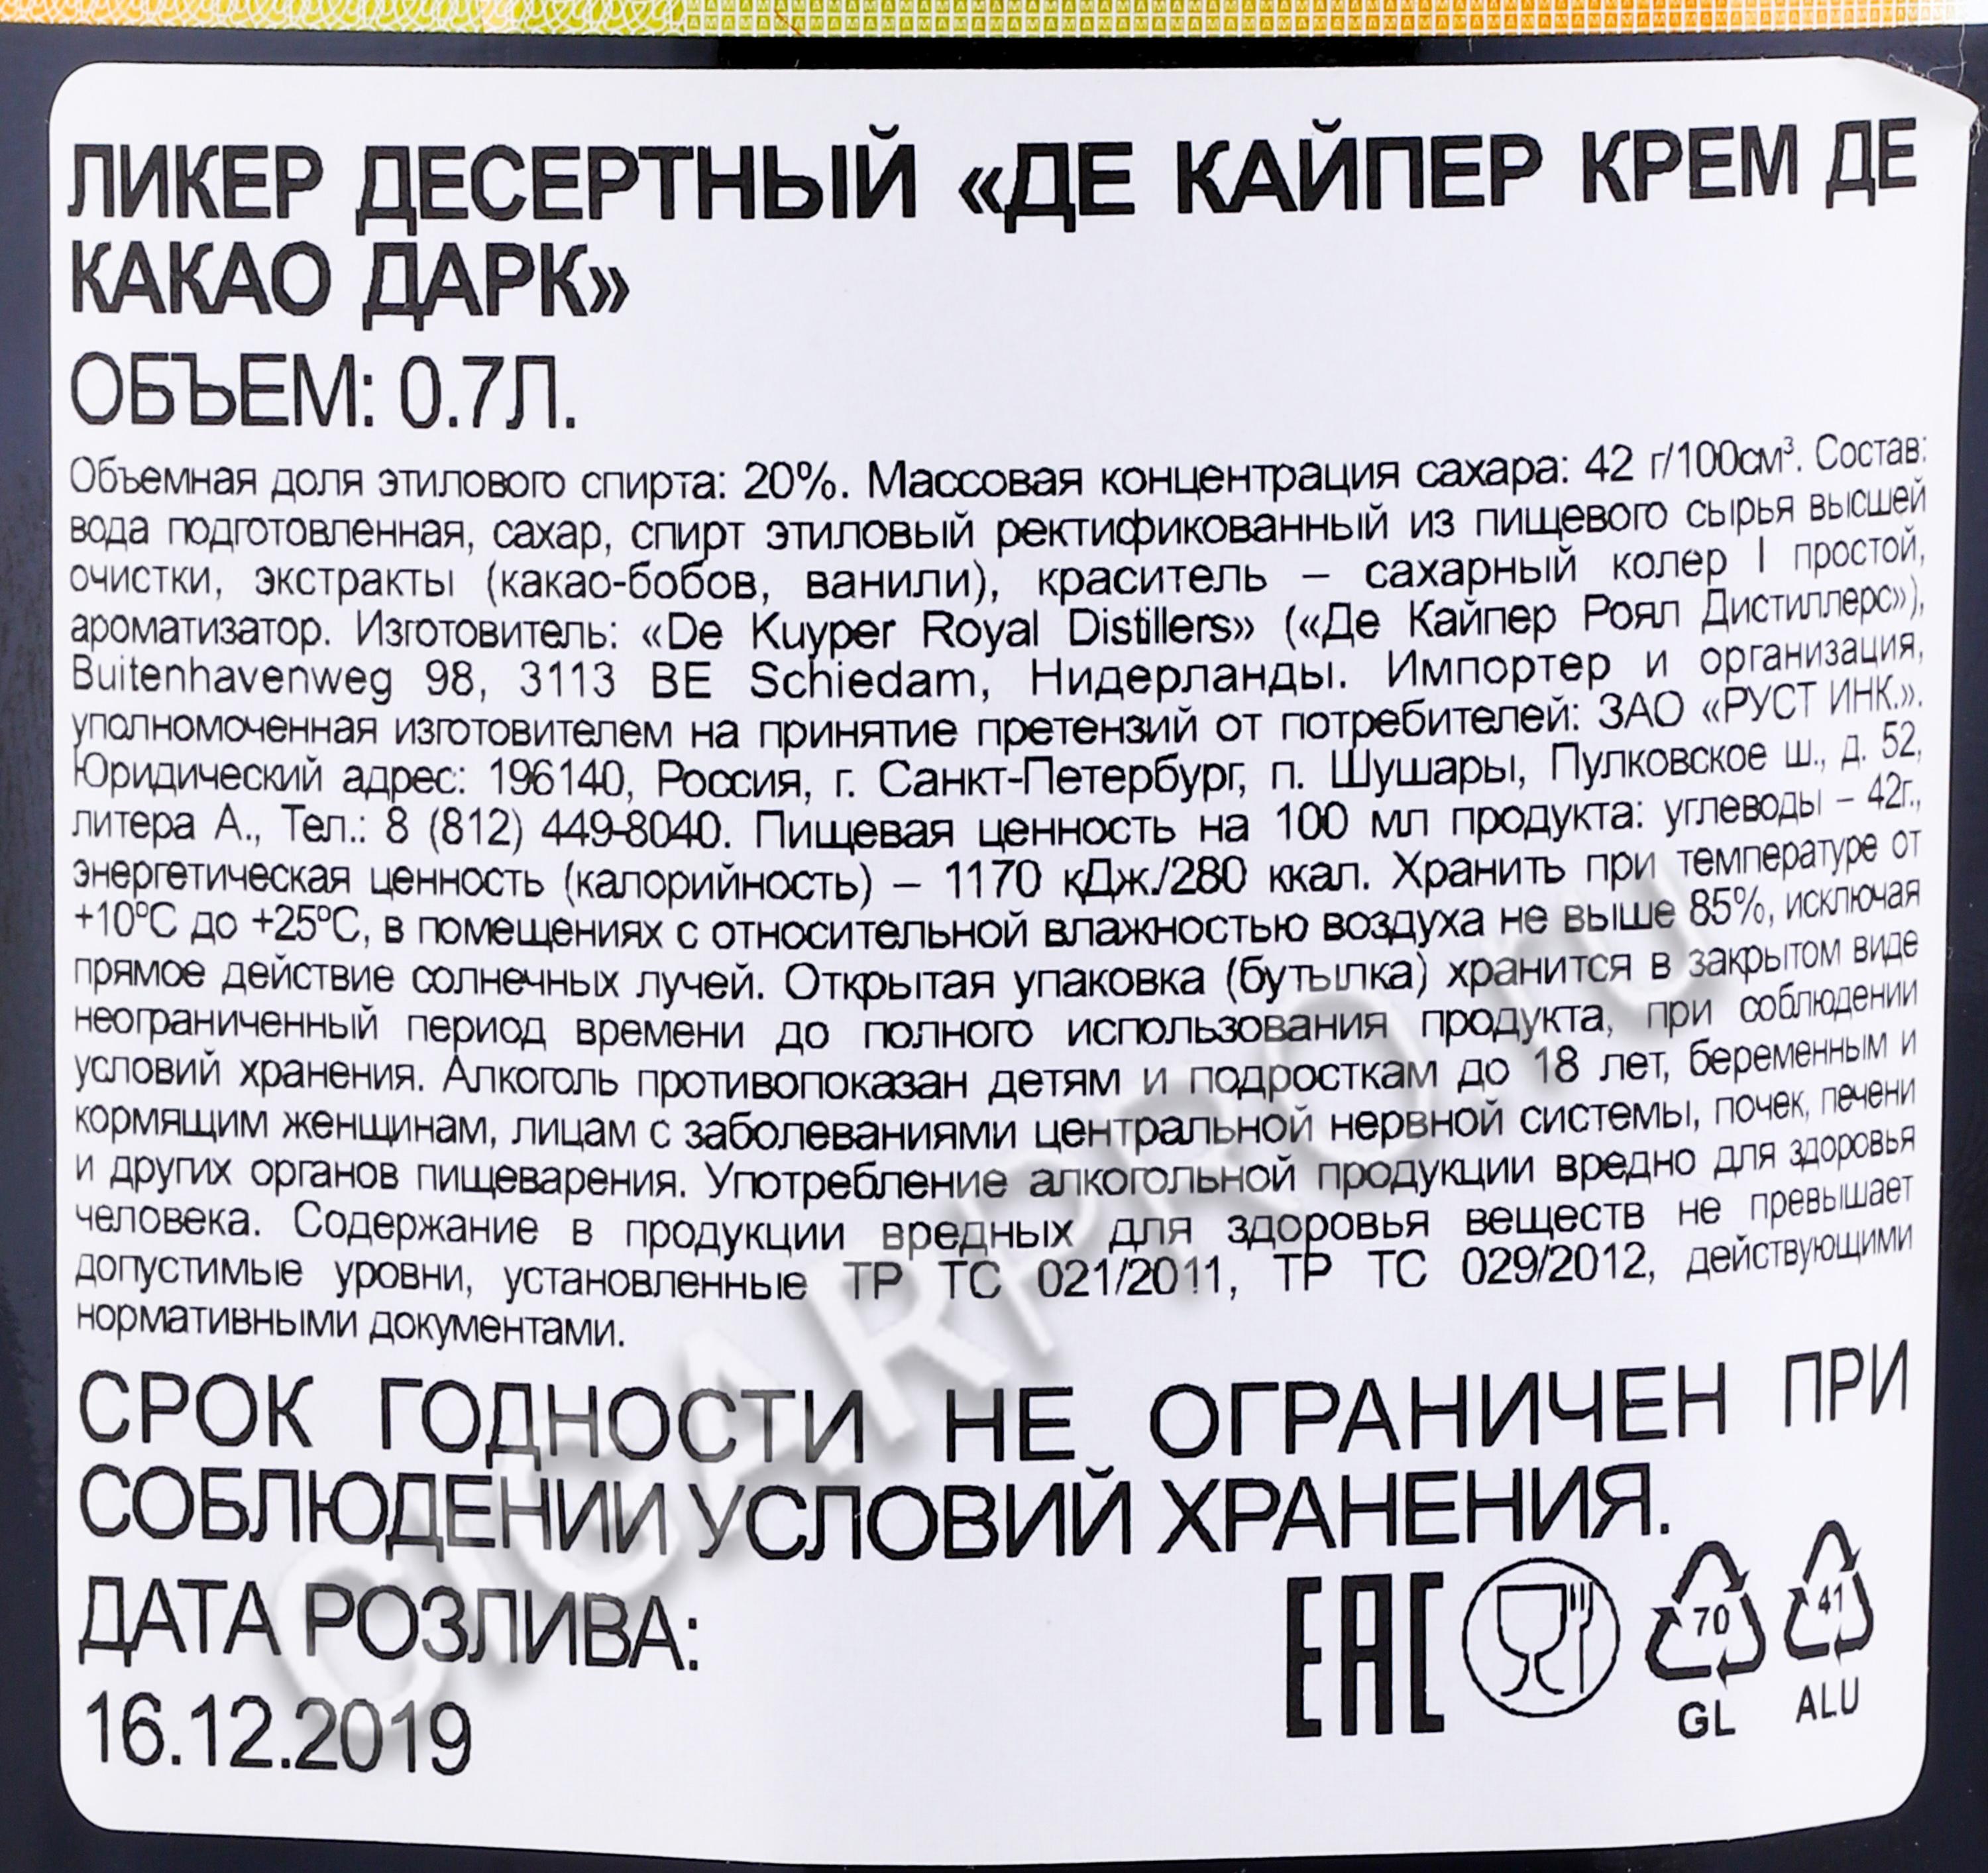 ЛИКЕР ДЕСЕРТНЫЙ «ДЕ КАЙПЕР КРЕМ ДЕ
КАКАО ДАРК»
ОБЪЕМ: 0.7Л.
Объемная доля этилового спирта: 20%. Массовая концентрация сахара: 42 г/100см³. Состав:
вода подготовленная, сахар, спирт этиловый ректификованный из пищевого сырья высшей
очистки, экстракты (какао-бобов, ванили), краситель – сахарный колер I простой,
ароматизатор. Изготовитель: «De Kuyper Royal Distillers» («Де Кайпер Роял Дистиллерс»),
Buitenhavenweg 98, 3113 BE Schiedam, Нидерланды. Импортер и организация,
уполномоченная изготовителем на принятие претензий от потребителей: ЗАО «РУСТ ИНК.».
Юридический адрес: 196140, Россия, г. Санкт-Петербург, п. Шушары, Пулковское ш., д. 52,
литера А., Тел.: 8 (812) 449-8040. Пищевая ценность на 100 мл продукта: углеводы – 42г.,
энергетическая ценность (калорийность) – 1170 кДж./280 ккал. Хранить при температуре от
+10ºС до +25ºС, в помещениях с относительной влажностью воздуха не выше 85%, исключая
прямое действие солнечных лучей. Открытая упаковка (бутылка) хранится в закрытом виде
неограниченный период времени до полного использования продукта, при соблюдении
условий хранения. Алкоголь противопоказан детям и подросткам до 18 лет, беременным и
кормящим женщинам, лицам с заболеваниями центральной нервной системы, почек, печени
и других органов пищеварения. Употребление алкогольной продукции вредно для здоровья
человека. Содержание в продукции вредных для здоровья веществ не превышает
допустимые уровни, установленные ТР ТС 021/2011, ТР ТС 029/2012, действующими
нормативными документами.
СРОК ГОДНОСТИ НЕ ОГРАНИЧЕН ПРИ
СОБЛЮДЕНИИ УСЛОВИЙ ХРАНЕНИЯ.
ДАТА РОЗЛИВА:
16.12.2019
EAC
70
GL
41
ALU
CIGARPRO.ru